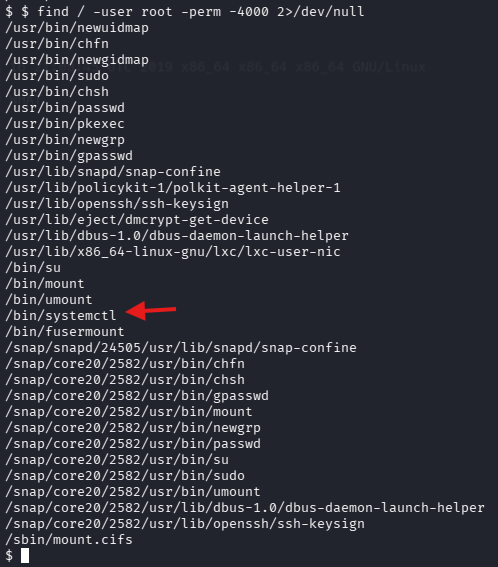 $ $ find / -user root -perm -4000 2>/dev/null
/usr/bin/newuidmap
/usr/bin/chfn
/usr/bin/newgidmap
/usr/bin/sudo
/usr/bin/chsh
/usr/bin/passwd
/usr/bin/pkexec
/usr/bin/newgrp
/usr/bin/gpasswd
/usr/lib/snapd/snap-confine
/usr/lib/policykit-1/polkit-agent-helper-1
/usr/lib/openssh/ssh-keysign
/usr/lib/eject/dmcrypt-get-device
/usr/lib/dbus-1.0/dbus-daemon-launch-helper
/usr/lib/x86_64-linux-gnu/lxc/lxc-user-nic
/bin/su
/bin/mount
/bin/umount
/bin/systemctl
/bin/fusermount
/snap/snapd/24505/usr/lib/snapd/snap-confine
/snap/core20/2582/usr/bin/chfn
/snap/core20/2582/usr/bin/chsh
/snap/core20/2582/usr/bin/gpasswd
/snap/core20/2582/usr/bin/mount
/snap/core20/2582/usr/bin/newgrp
/snap/core20/2582/usr/bin/passwd
/snap/core20/2582/usr/bin/su
/snap/core20/2582/usr/bin/sudo
/snap/core20/2582/usr/bin/umount
/snap/core20/2582/usr/lib/dbus-1.0/dbus-daemon-launch-helper
/snap/core20/2582/usr/lib/openssh/ssh-keysign
/sbin/mount.cifs
$